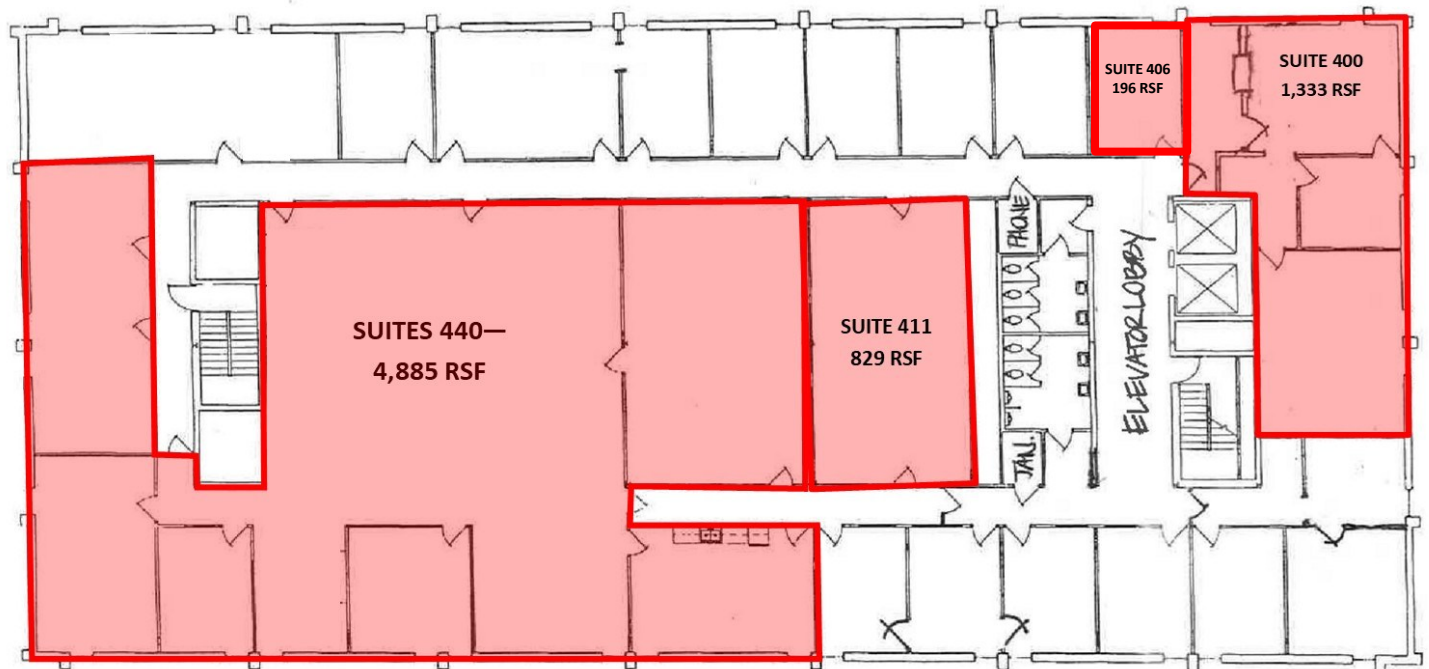 SUITE 406
196 RSF
SUITE 400
1,333 RSF
PHONE
ELEVATOR LOBBY
SUITES 440—
4,885 RSF
SUITE 411
829 RSF
JAN.